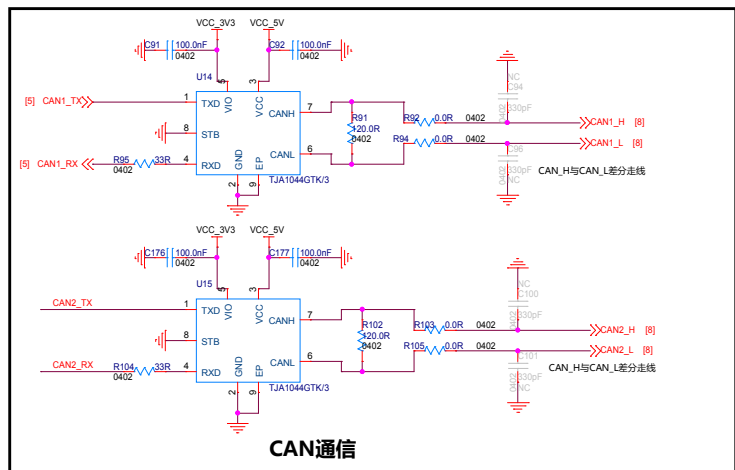 VCC_3V3 VCC_5V
C91 100.0nF 0402 C92 100.0nF 0402
U14
NC
C94
0402 330pF
[5] CAN1_TX 1 TXD VIO 5 VCC 3 CANH 7
R91
120.0R
0402
R92 0.0R 0402 CAN1_H [8]
8 STB
R94 0.0R 0402 CAN1_L [8]
[5] CAN1_RX R95 33R 4 RXD CANL 6
0402
GND 2 EP 9
C96
0402 330pF
NC
CAN_H与CAN_L差分走线
TJA1044GTK/3
VCC_3V3 VCC_5V
C176 100.0nF 0402 C177 100.0nF 0402
U15
NC
C100
0402 330pF
CAN2_TX 1 TXD VIO 5 VCC 3 CANH 7
R102
120.0R
0402
R103 0.0R 0402 CAN2_H [8]
8 STB
R105 0.0R 0402 CAN2_L [8]
CAN2_RX R104 33R 4 RXD CANL 6
0402
GND 2 EP 9
C101
0402 330pF
NC
CAN_H与CAN_L差分走线
TJA1044GTK/3
CAN通信